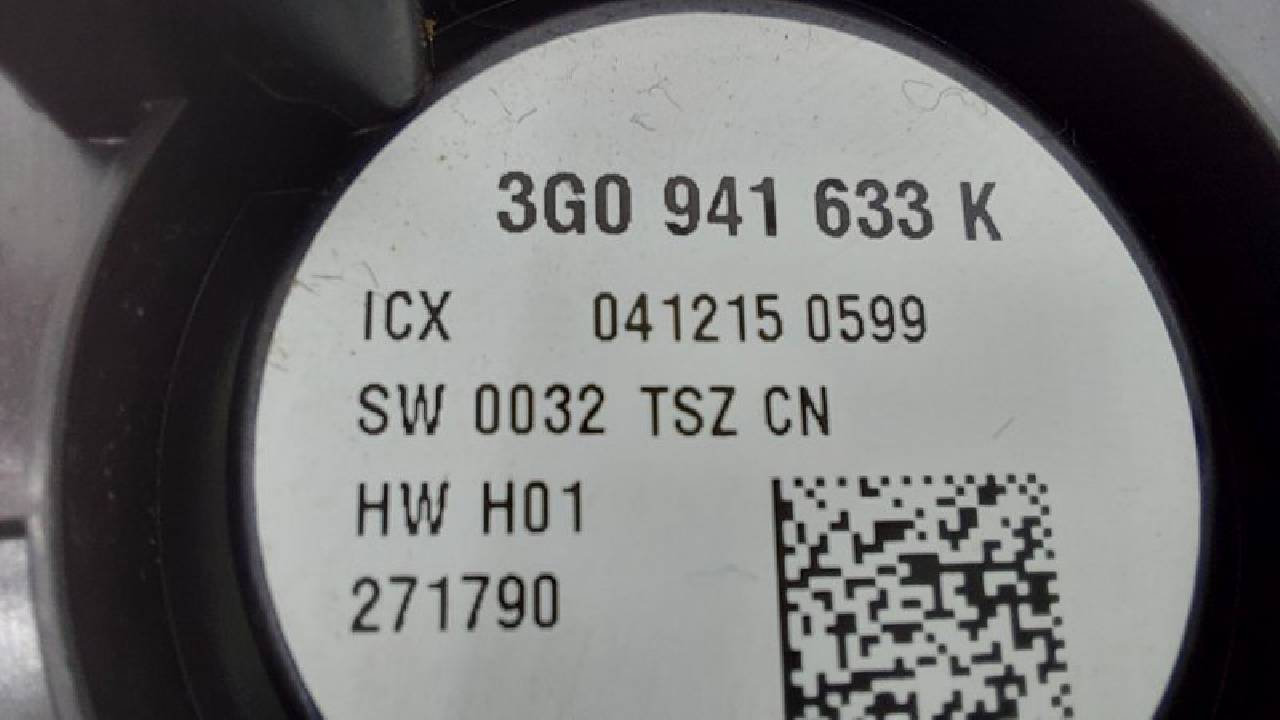 3G0 941 633 K
ICX 041215 0599
SW 0032 TSZ CN
HW H01
271790